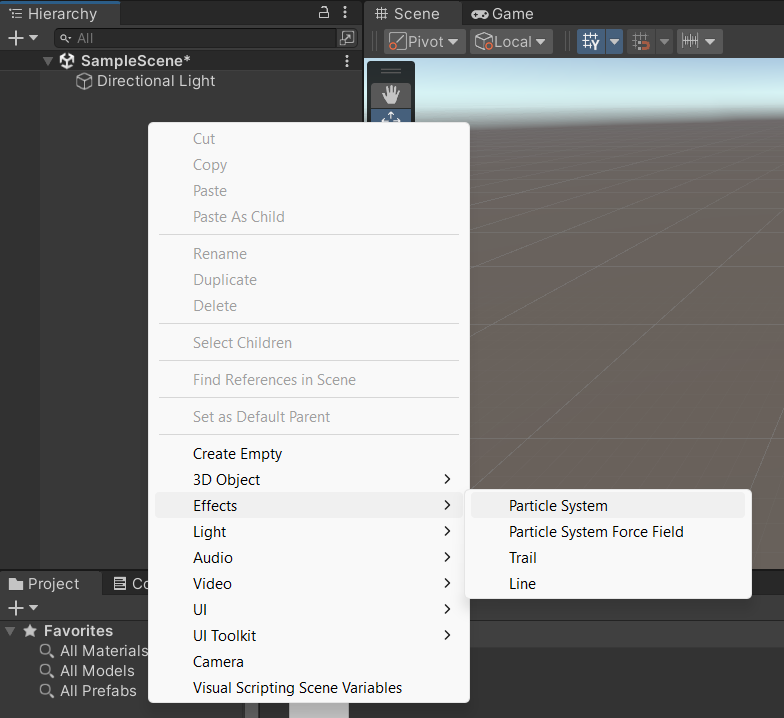 Hierarchy
All
SampleScene*
Directional Light
Scene
Game
Pivot
Local
Cut
Copy
Paste
Paste As Child
Rename
Duplicate
Delete
Select Children
Find References in Scene
Set as Default Parent
Create Empty
3D Object
Effects
Light
Audio
Video
UI
UI Toolkit
Camera
Visual Scripting Scene Variables
Particle System
Particle System Force Field
Trail
Line
Project
Co
Favorites
All Materials
All Models
All Prefabs